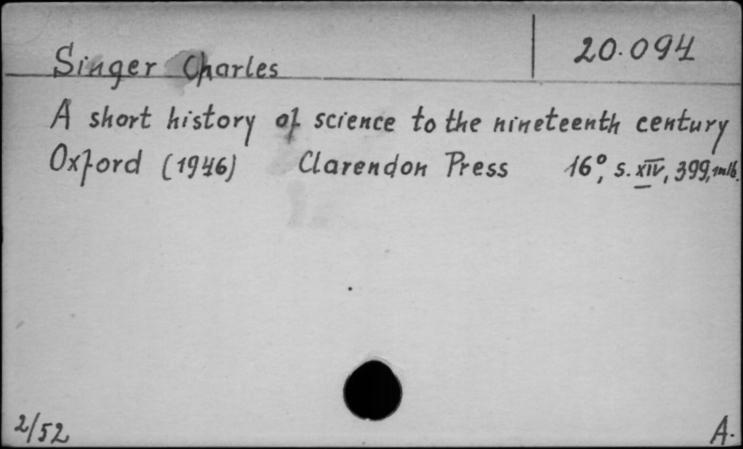 Singer Charles
20.094
A short history of science to the nineteenth century
Oxford (1946) Clarendon Press 16°, s. XIV, 399,
2/52
A.